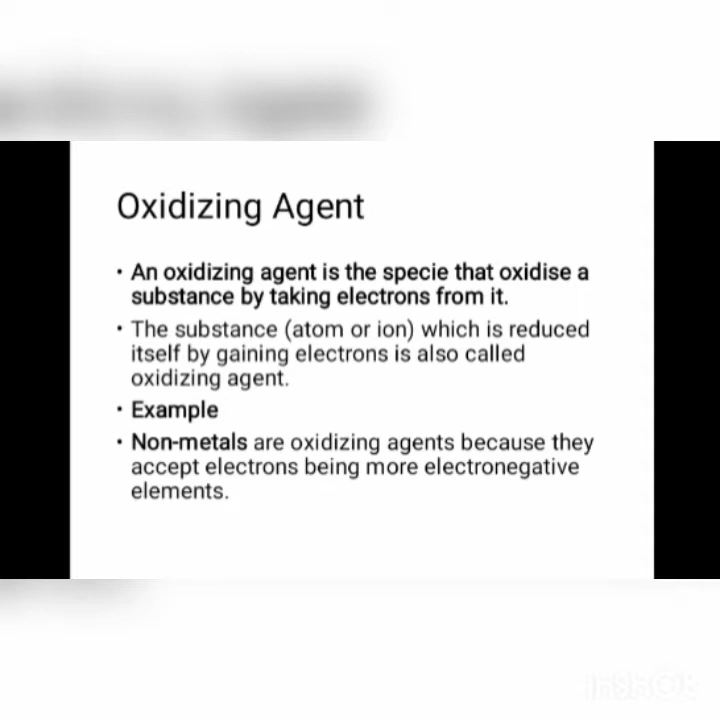 Oxidizing Agent
• An oxidizing agent is the specie that oxidise a
substance by taking electrons from it.
• The substance (atom or ion) which is reduced
itself by gaining electrons is also called
oxidizing agent.
• Example
• Non-metals are oxidizing agents because they
accept electrons being more electronegative
elements.